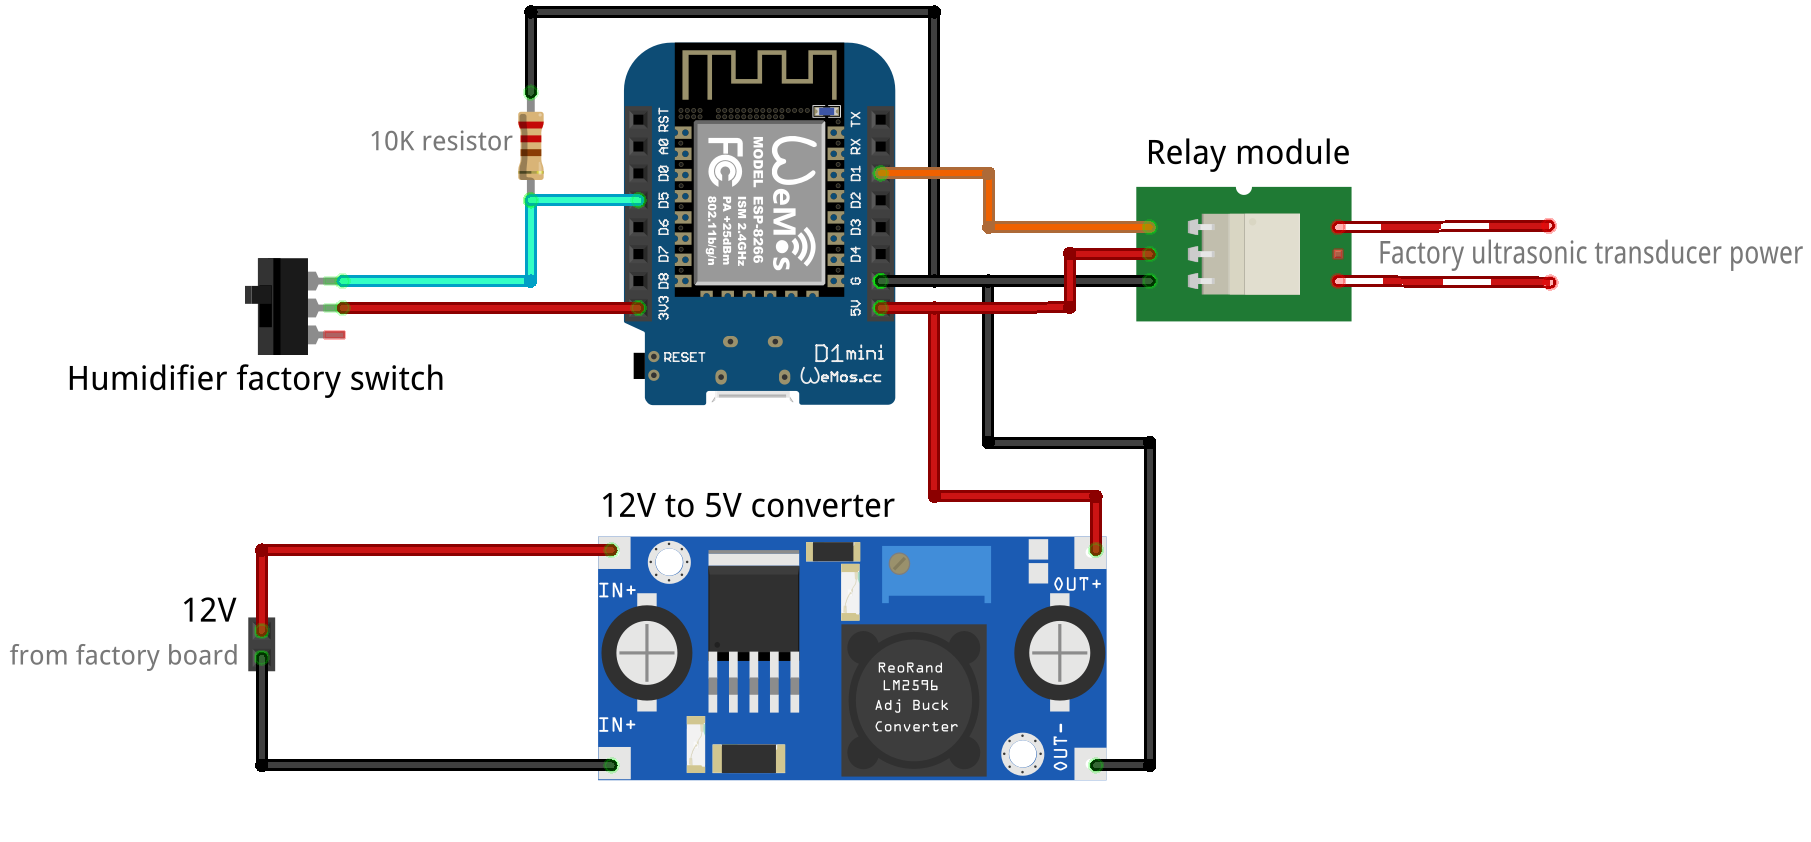 10K resistor
RST
A0
D0
D5
D6
D7
D8
3V3
TX
RX
D1
D2
D3
D4
G
5V
WeMos
MODEL ESP-8266
ISM 2.4GHz
PA +25dBm
802.11b/g/n
FC
RESET
D1mini
WeMos.cc
Relay module
Factory ultrasonic transducer power
Humidifier factory switch
12V to 5V converter
12V
from factory board
IN+
IN+
OUT+
OUT-
ReoRand
LM2596
Adj Buck
Converter